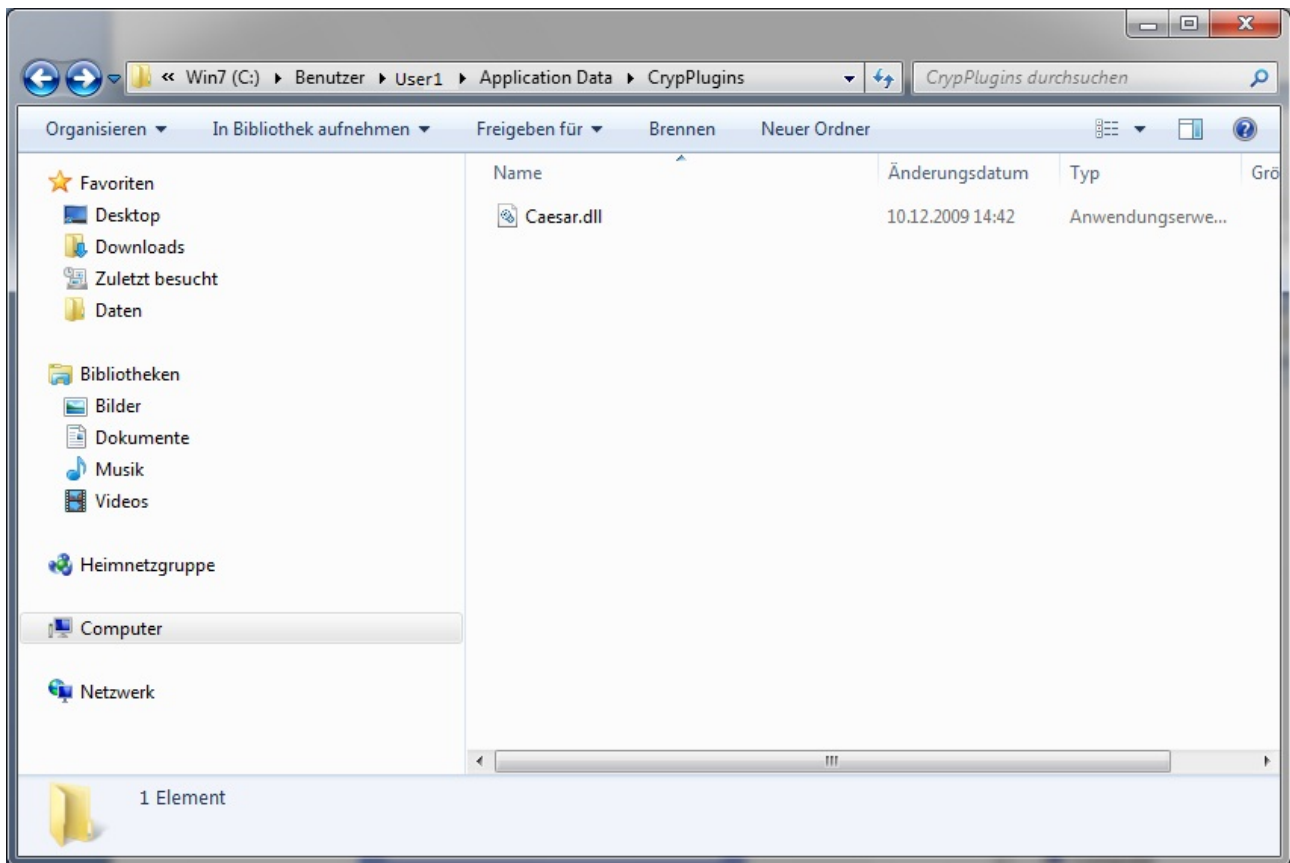 « Win7 (C:) ▸ Benutzer ▸ User1 ▸ Application Data ▸ CrypPlugins CrypPlugins durchsuchen
Organisieren In Bibliothek aufnehmen Freigeben für Brennen Neuer Ordner
Name Änderungsdatum Typ Grö
Favoriten
Desktop
Downloads
Zuletzt besucht
Daten
Bibliotheken
Bilder
Dokumente
Musik
Videos
Heimnetzgruppe
Computer
Netzwerk
Caesar.dll 10.12.2009 14:42 Anwendungserwe...
1 Element